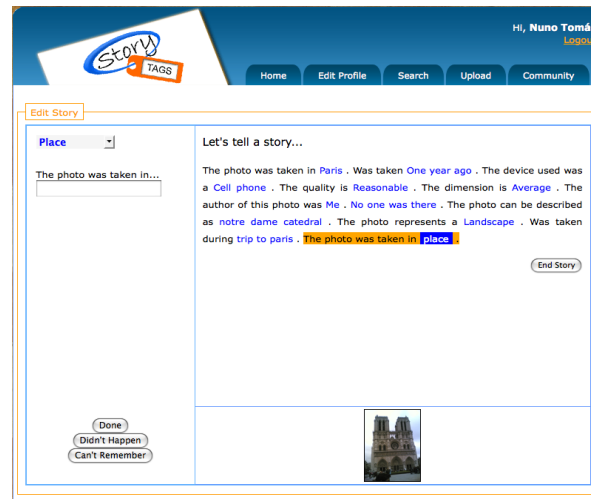 Hi, Nuno Tomá
Logou
Story
TAGS
Home Edit Profile Search Upload Community
Edit Story
Place
The photo was taken in...
Let's tell a story...
The photo was taken in Paris . Was taken One year ago . The device used was
a Cell phone . The quality is Reasonable . The dimension is Average . The
author of this photo was Me . No one was there . The photo can be described
as notre dame catedral . The photo represents a Landscape . Was taken
during trip to paris . The photo was taken in place .
End Story
Done
Didn't Happen
Can't Remember